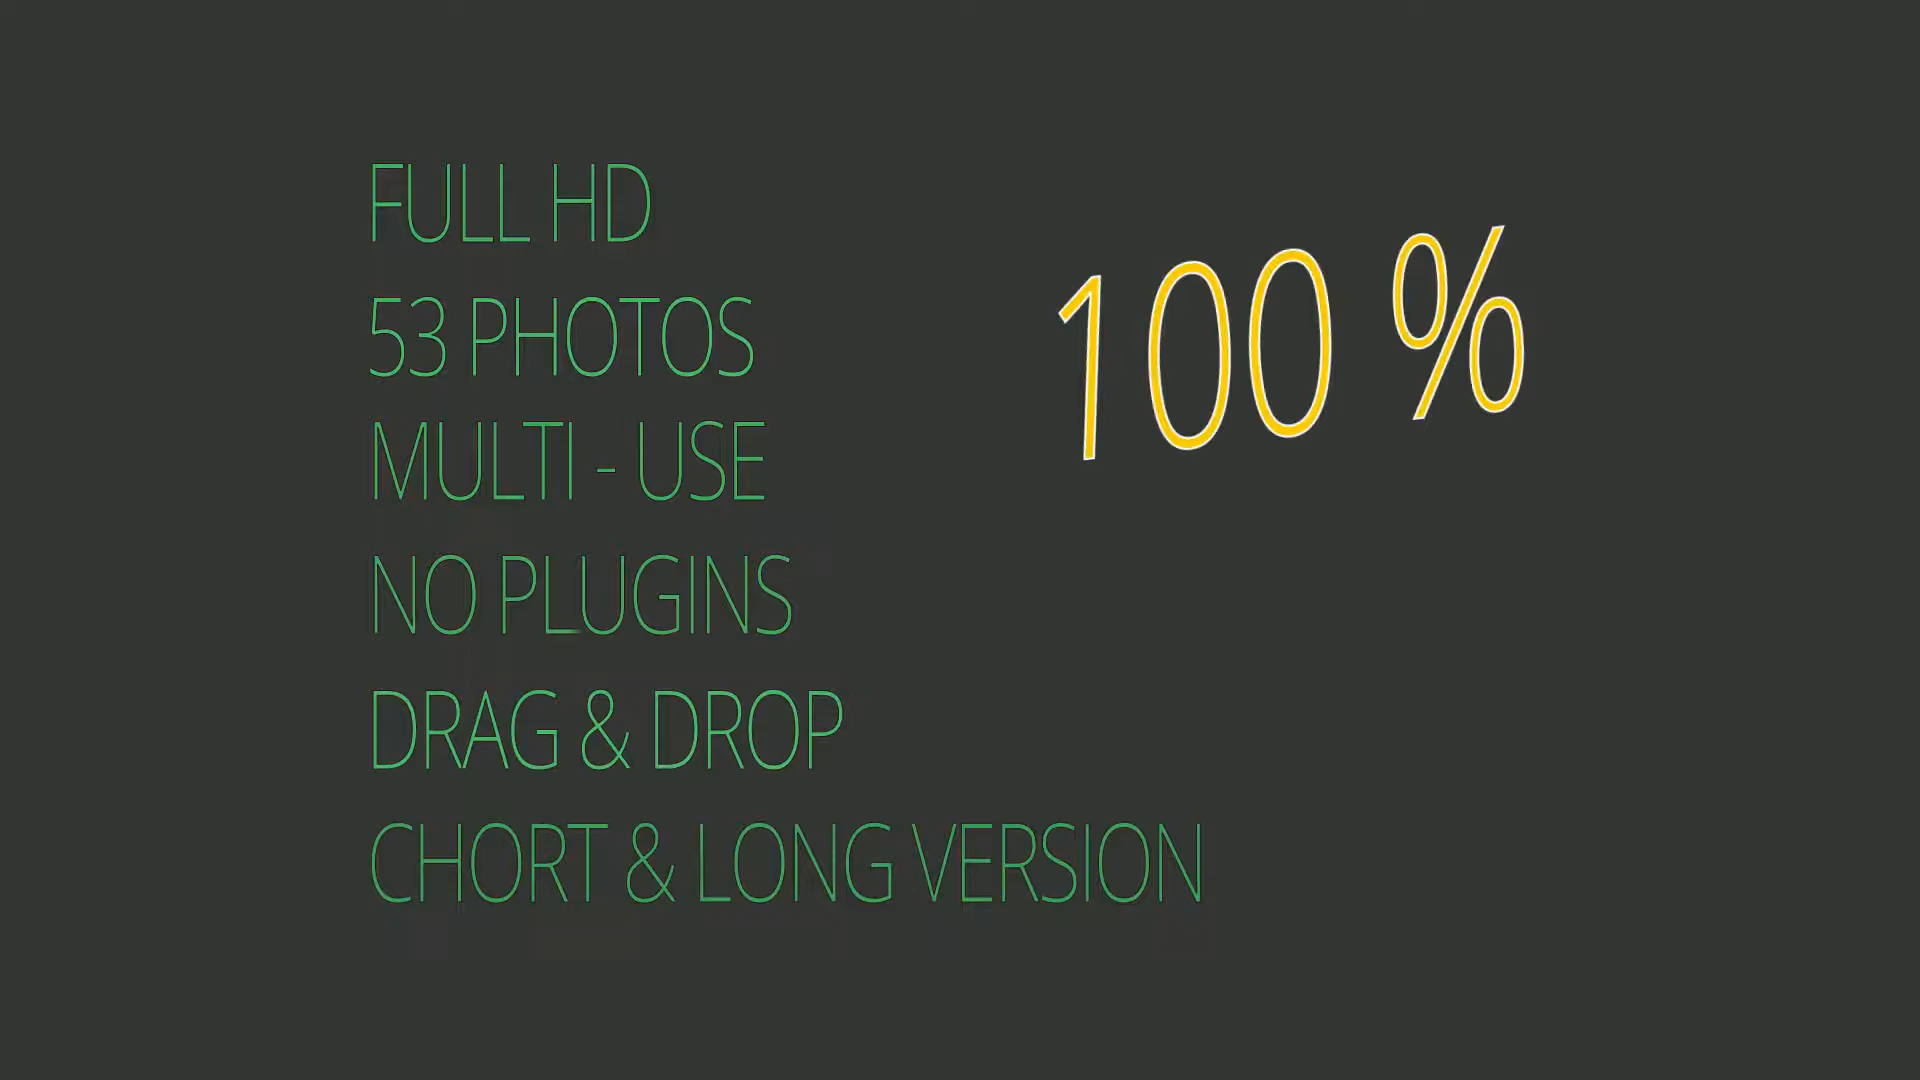 FULL HD
53 PHOTOS
MULTI - USE
NO PLUGINS
DRAG & DROP
CHORT & LONG VERSION
100 %